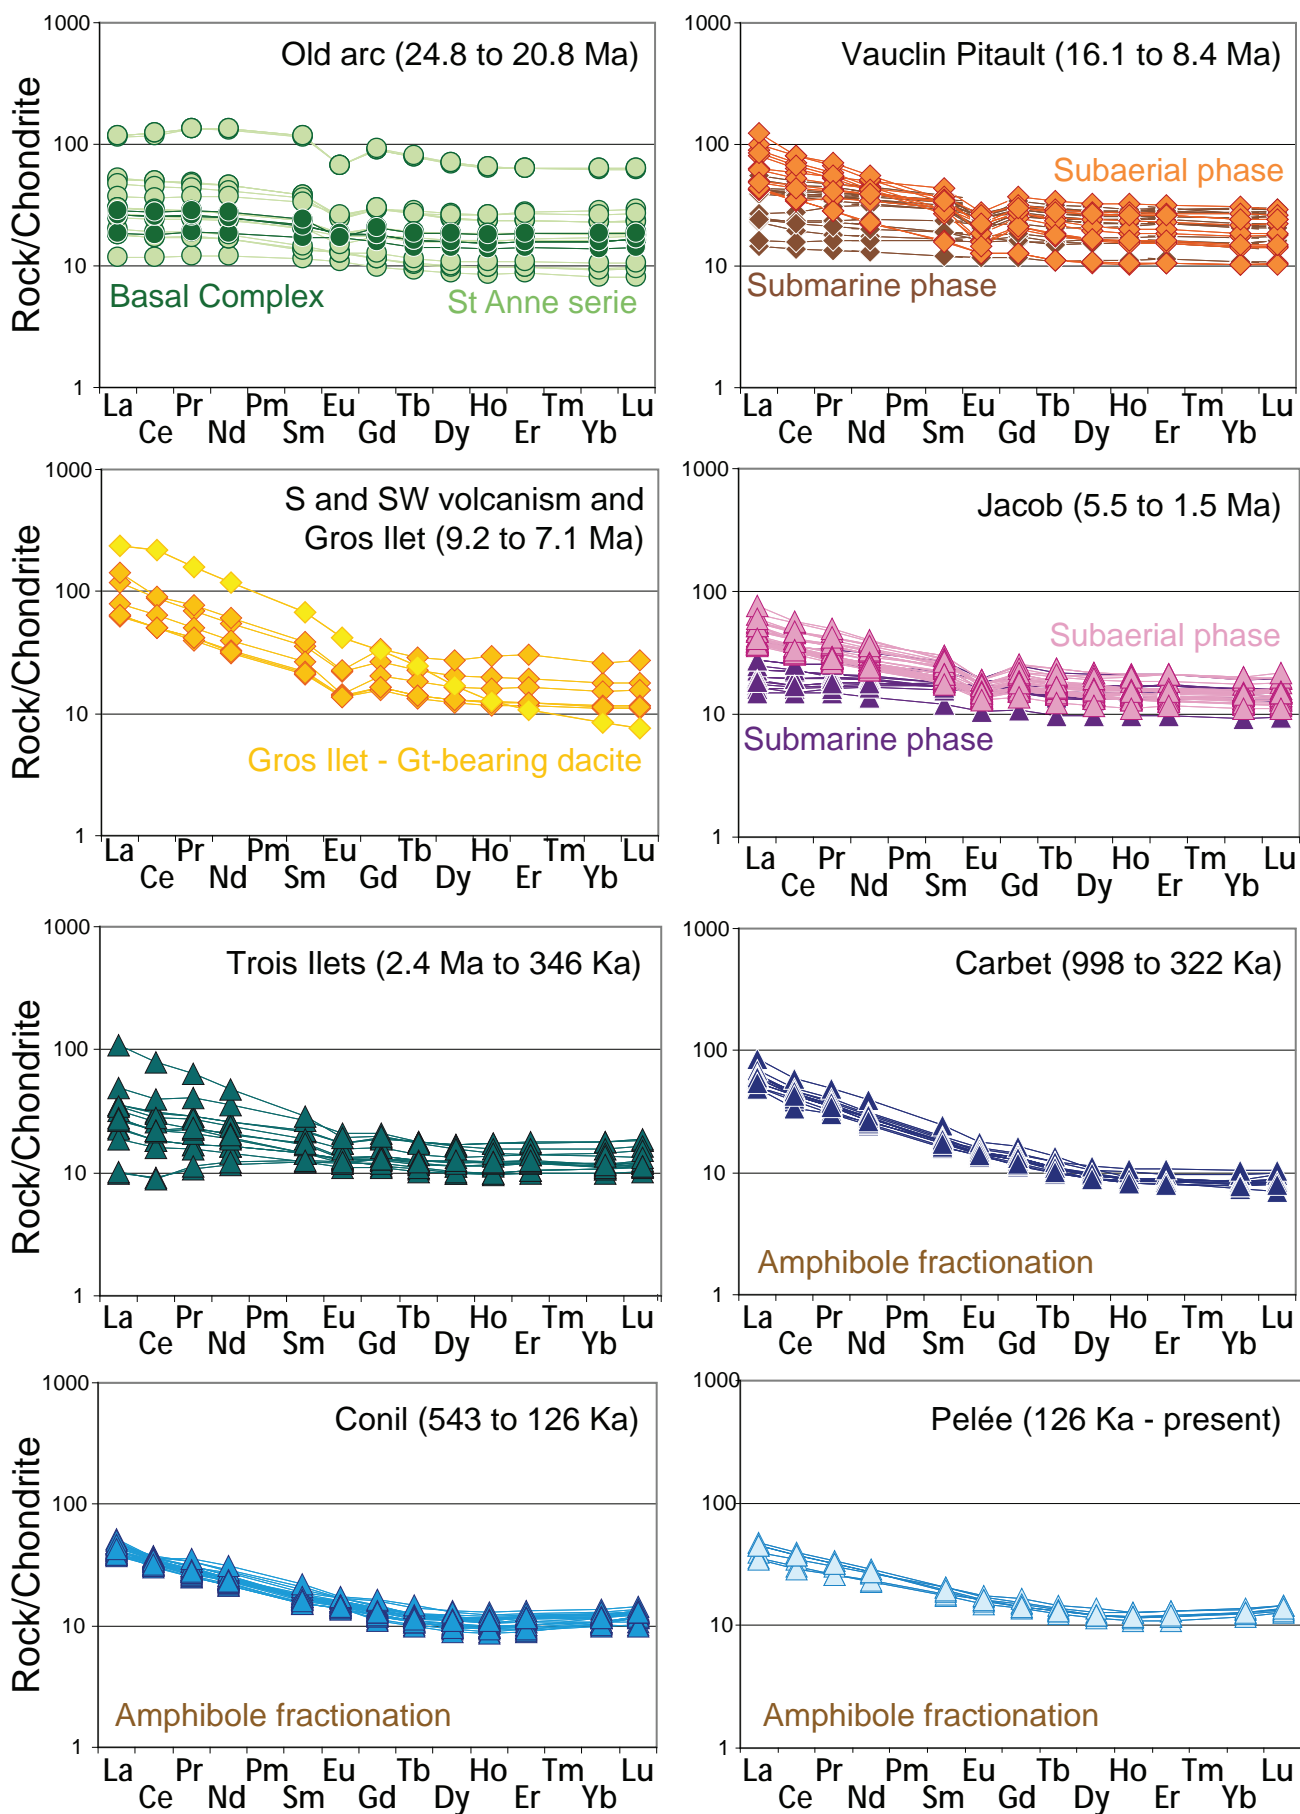 Rock/Chondrite
1000
100
10
1
Old arc (24.8 to 20.8 Ma)
Basal Complex
St Anne serie
La Pr Pm Eu Tb Ho Tm Lu
Ce Nd Sm Gd Dy Er Yb
1000
100
10
1
Vauclin Pitault (16.1 to 8.4 Ma)
Subaerial phase
Submarine phase
La Pr Pm Eu Tb Ho Tm Lu
Ce Nd Sm Gd Dy Er Yb
Rock/Chondrite
1000
100
10
1
S and SW volcanism and
Gros Ilet (9.2 to 7.1 Ma)
Gros Ilet - Gt-bearing dacite
La Pr Pm Eu Tb Ho Tm Lu
Ce Nd Sm Gd Dy Er Yb
1000
100
10
1
Jacob (5.5 to 1.5 Ma)
Subaerial phase
Submarine phase
La Pr Pm Eu Tb Ho Tm Lu
Ce Nd Sm Gd Dy Er Yb
Rock/Chondrite
1000
100
10
1
Trois Ilets (2.4 Ma to 346 Ka)
La Pr Pm Eu Tb Ho Tm Lu
Ce Nd Sm Gd Dy Er Yb
1000
100
10
1
Carbet (998 to 322 Ka)
Amphibole fractionation
La Pr Pm Eu Tb Ho Tm Lu
Ce Nd Sm Gd Dy Er Yb
Rock/Chondrite
1000
100
10
1
Conil (543 to 126 Ka)
Amphibole fractionation
La Pr Pm Eu Tb Ho Tm Lu
Ce Nd Sm Gd Dy Er Yb
1000
100
10
1
Pelée (126 Ka - present)
Amphibole fractionation
La Pr Pm Eu Tb Ho Tm Lu
Ce Nd Sm Gd Dy Er Yb